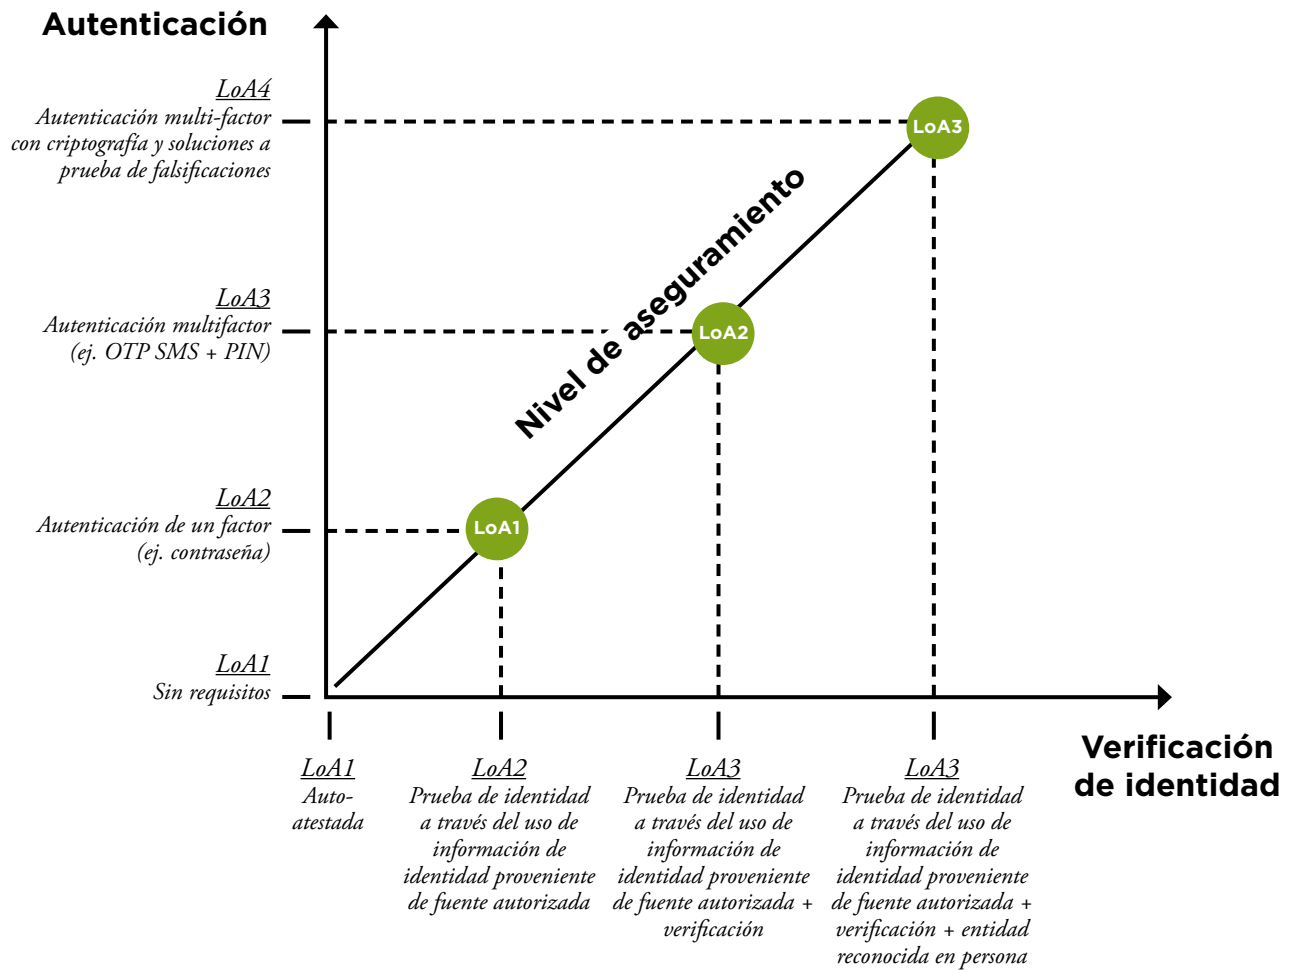 Autenticación
LoA4
Autenticación multi-factor
con criptografía y soluciones a
prueba de falsificaciones
LoA3
Nivel de aseguramiento
LoA3
Autenticación multifactor
(ej. OTP SMS + PIN)
LoA2
LoA2
Autenticación de un factor
(ej. contraseña)
LoA1
LoA1
Sin requisitos
Verificación
de identidad
LoA1
Auto-
atestada
LoA2
Prueba de identidad
a través del uso de
información de
identidad proveniente
de fuente autorizada
LoA3
Prueba de identidad
a través del uso de
información de
identidad proveniente
de fuente autorizada +
verificación
LoA3
Prueba de identidad
a través del uso de
información de
identidad proveniente
de fuente autorizada +
verificación + entidad
reconocida en persona